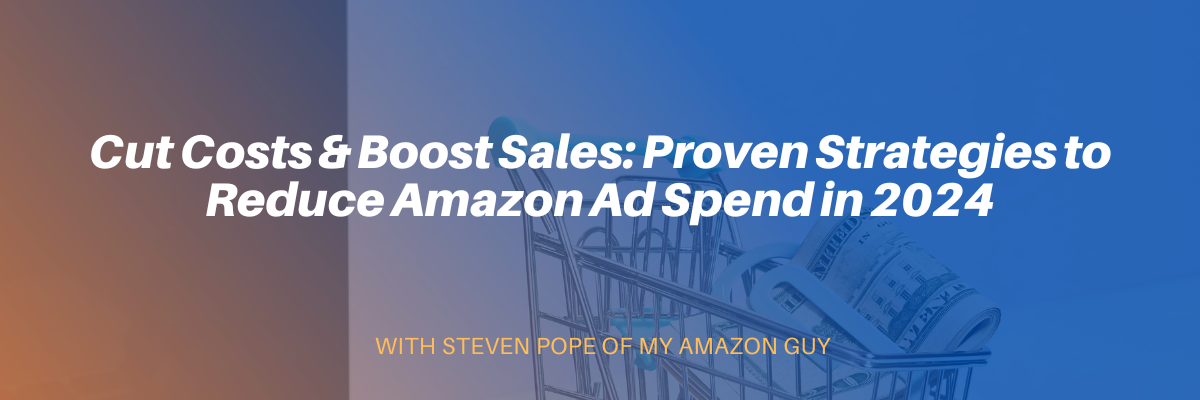 Cut Costs & Boost Sales: Proven Strategies to
Reduce Amazon Ad Spend in 2024
WITH STEVEN POPE OF MY AMAZON GUY